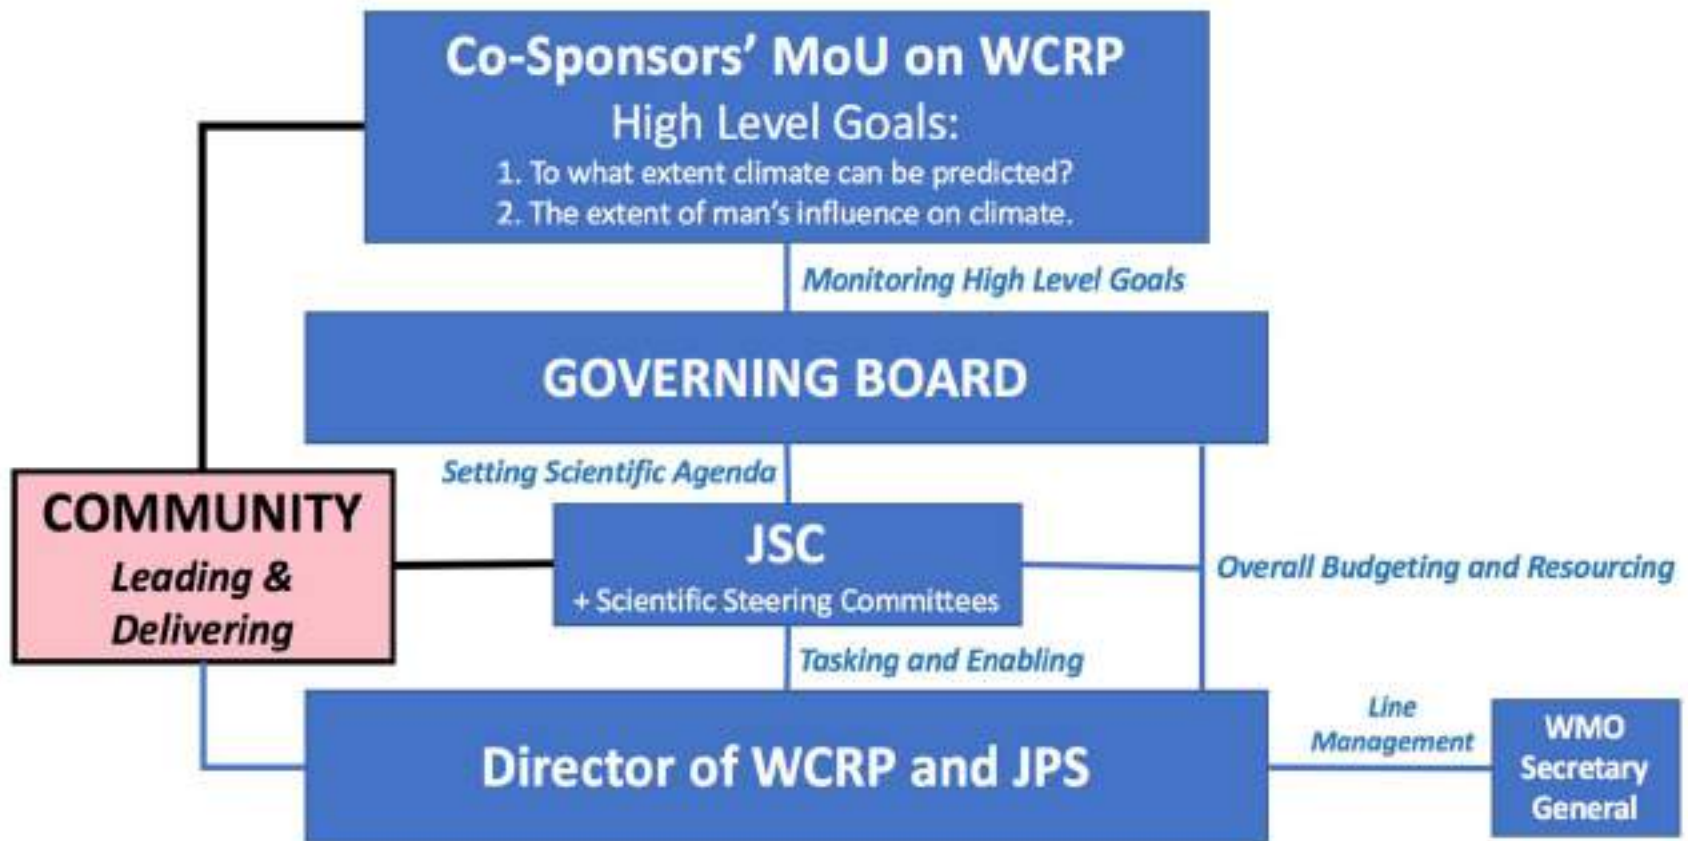 Co-Sponsors' MoU on WCRP
High Level Goals:
1. To what extent climate can be predicted?
2. The extent of man's influence on climate.
Monitoring High Level Goals
GOVERNING BOARD
Setting Scientific Agenda
COMMUNITY
Leading &
Delivering
JSC
+ Scientific Steering Committees
Overall Budgeting and Resourcing
Tasking and Enabling
Director of WCRP and JPS
Line
Management
WMO
Secretary
General